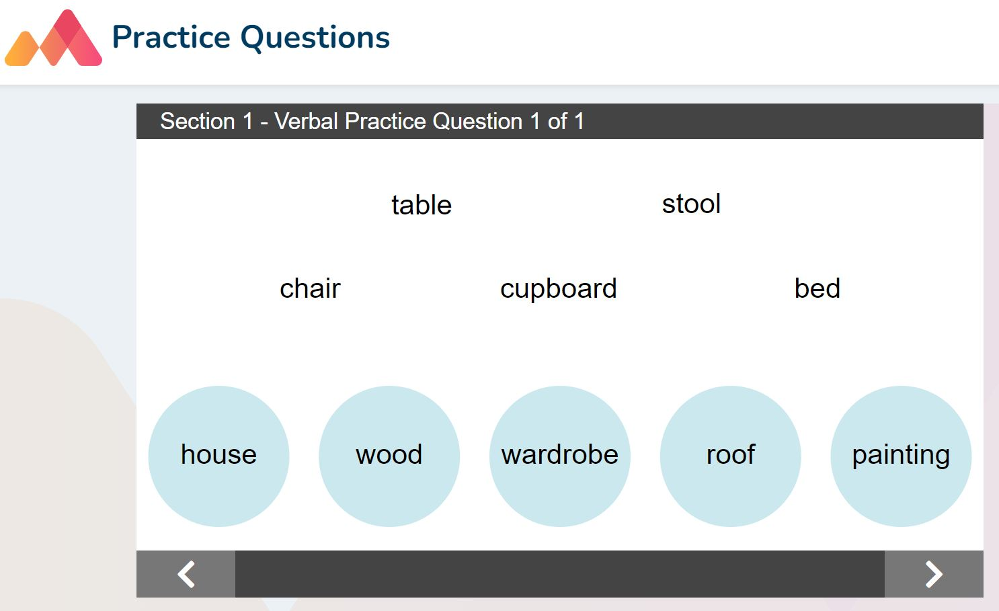 Practice Questions
Section 1 - Verbal Practice Question 1 of 1
table stool
chair cupboard bed
house wood wardrobe roof painting